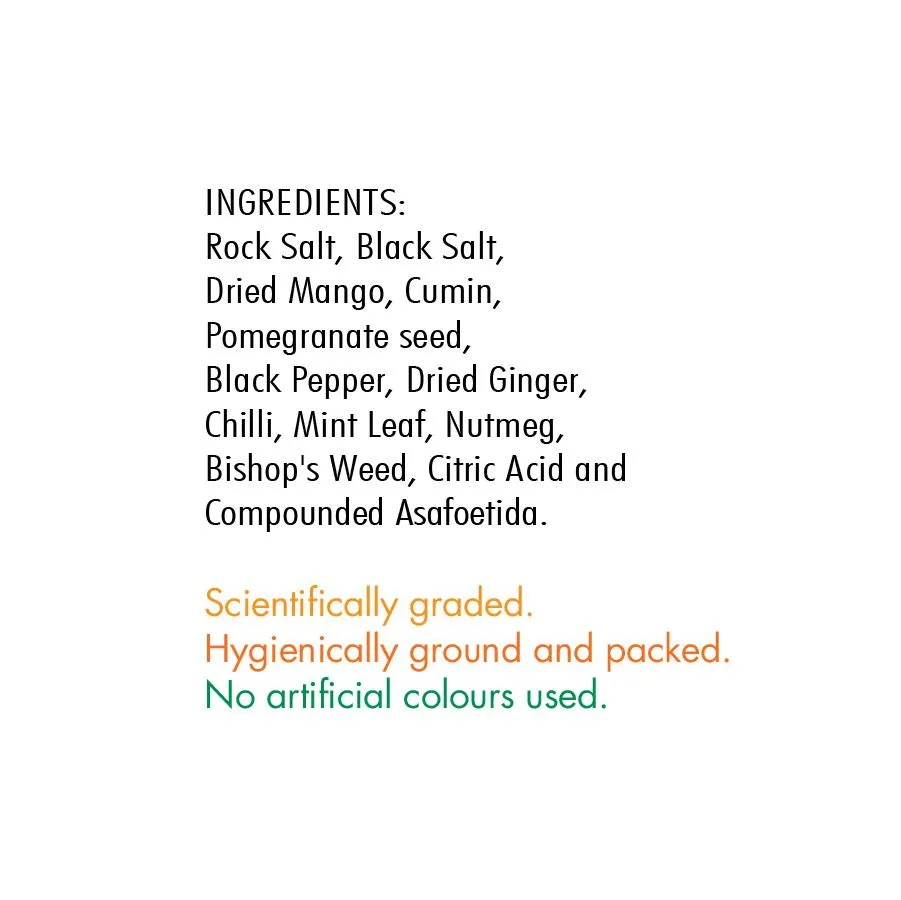 INGREDIENTS:
Rock Salt, Black Salt,
Dried Mango, Cumin,
Pomegranate seed,
Black Pepper, Dried Ginger,
Chilli, Mint Leaf, Nutmeg,
Bishop's Weed, Citric Acid and
Compounded Asafoetida.
Scientifically graded.
Hygienically ground and packed.
No artificial colours used.